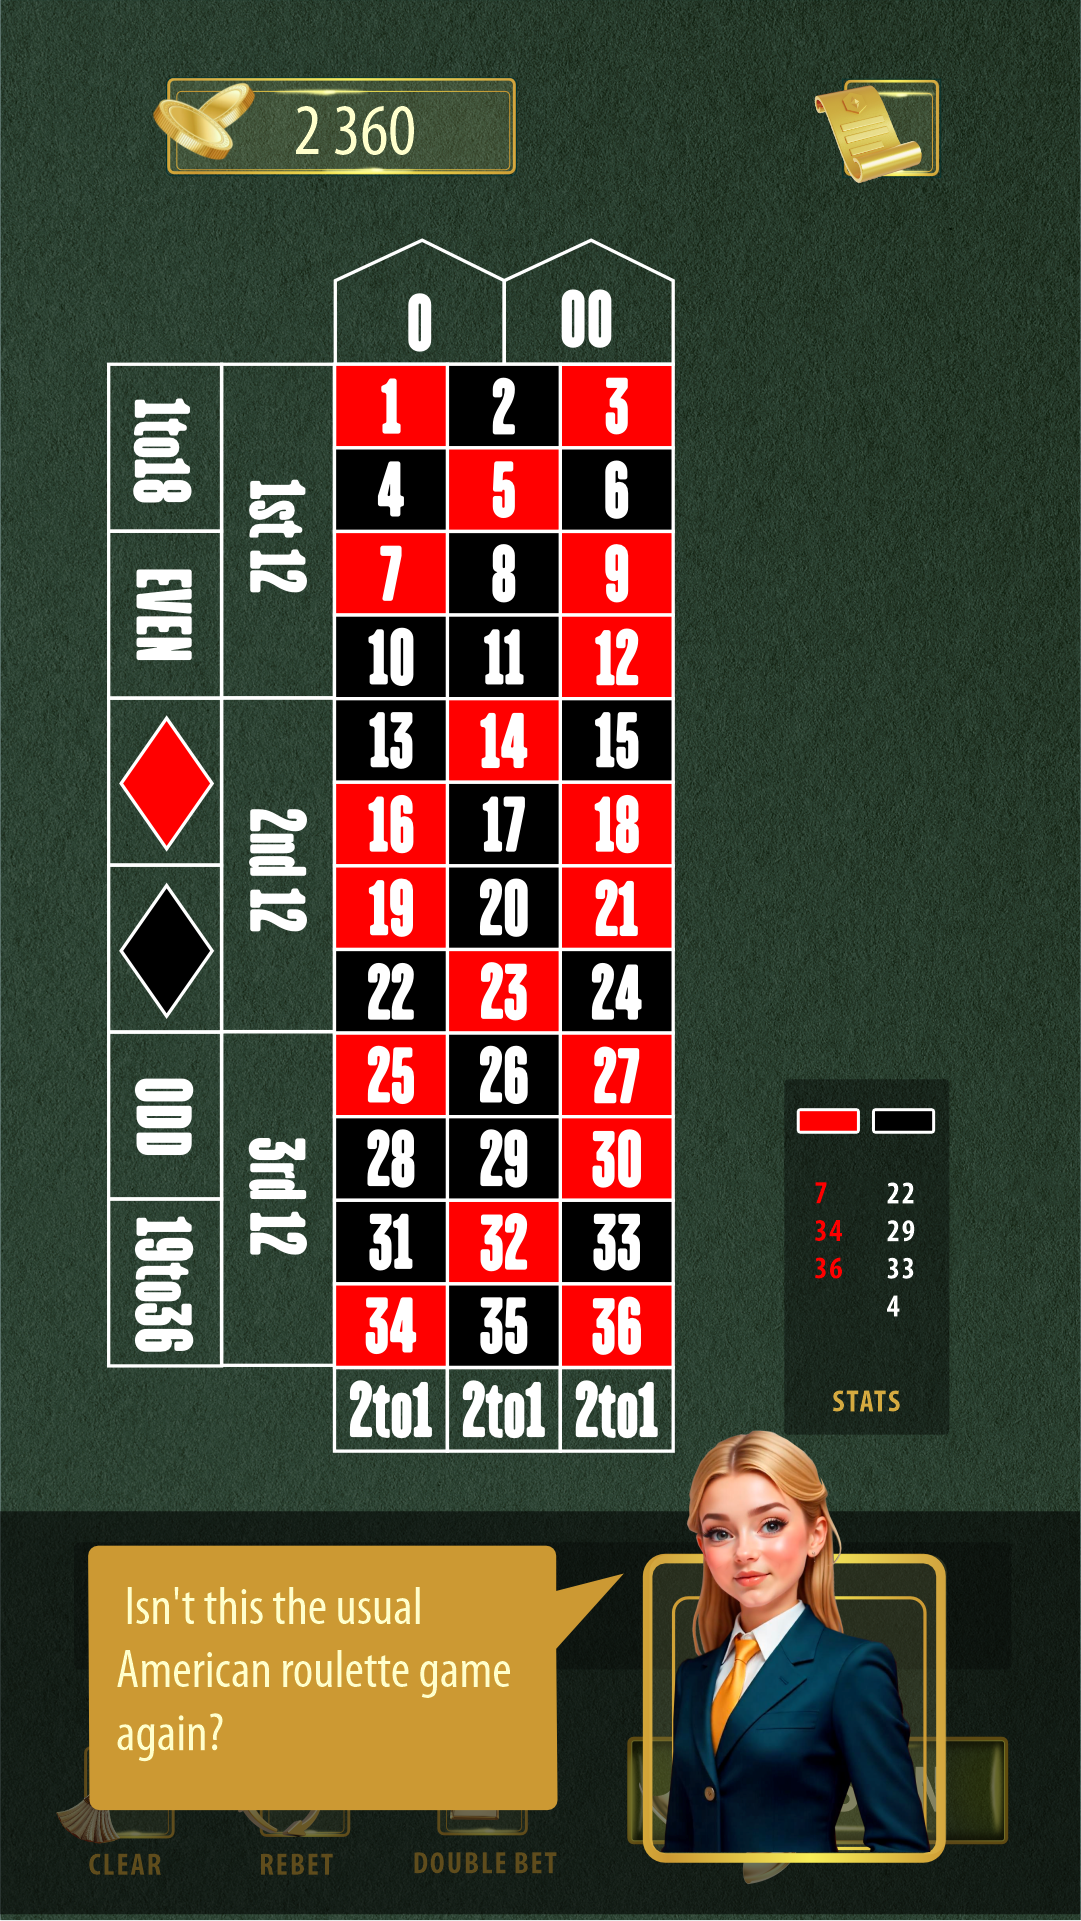 2 360
0 00
1 2 3
4 5 6
7 8 9
10 11 12
13 14 15
16 17 18
19 20 21
22 23 24
25 26 27
28 29 30
31 32 33
34 35 36
2to1 2to1 2to1
1to18
EVEN
ODD
19to36
1st 12
2nd 12
3rd 12
7 22
34 29
36 33
4
STATS
Isn't this the usual
American roulette game
again?
CLEAR REBET DOUBLE BET